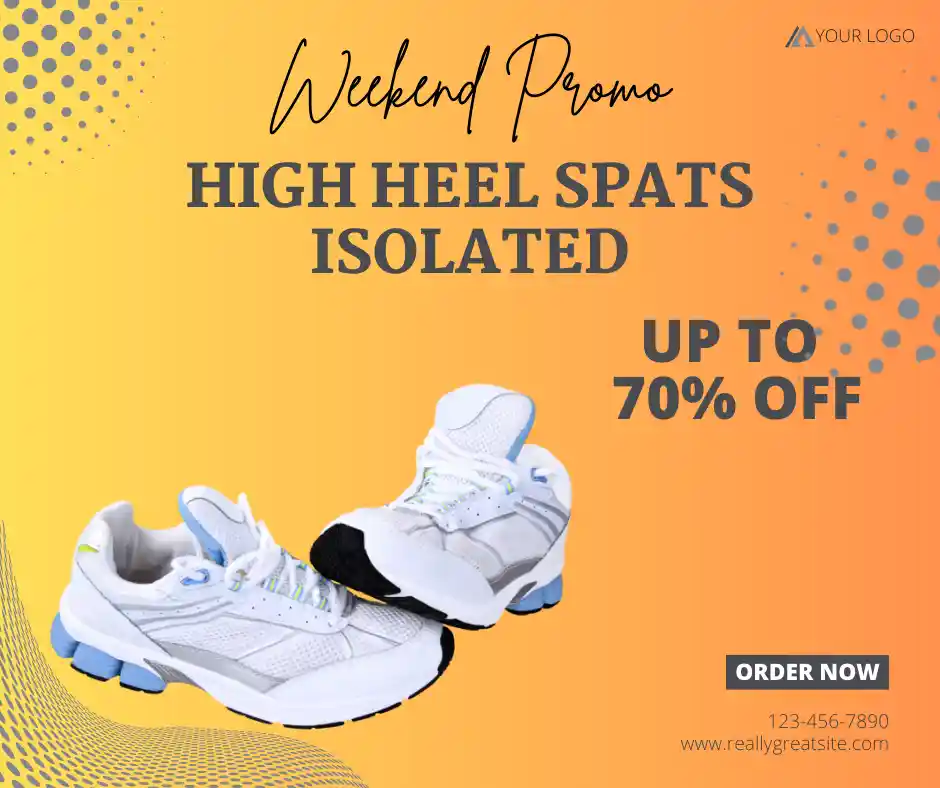 YOUR LOGO
Weekend Promo
HIGH HEEL SPATS
ISOLATED
UP TO
70% OFF
ORDER NOW
123-456-7890
www.reallygreatsite.com